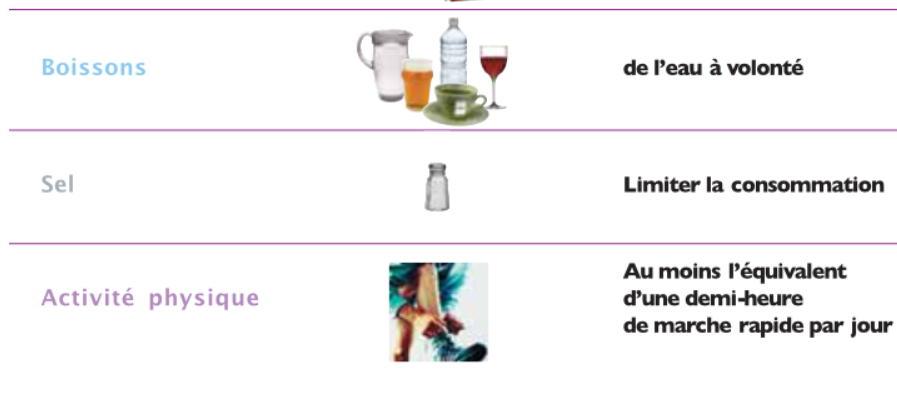 Boissons
de l’eau à volonté
Sel
Limiter la consommation
Activité physique
Au moins l’équivalent
d’une demi-heure
de marche rapide par jour